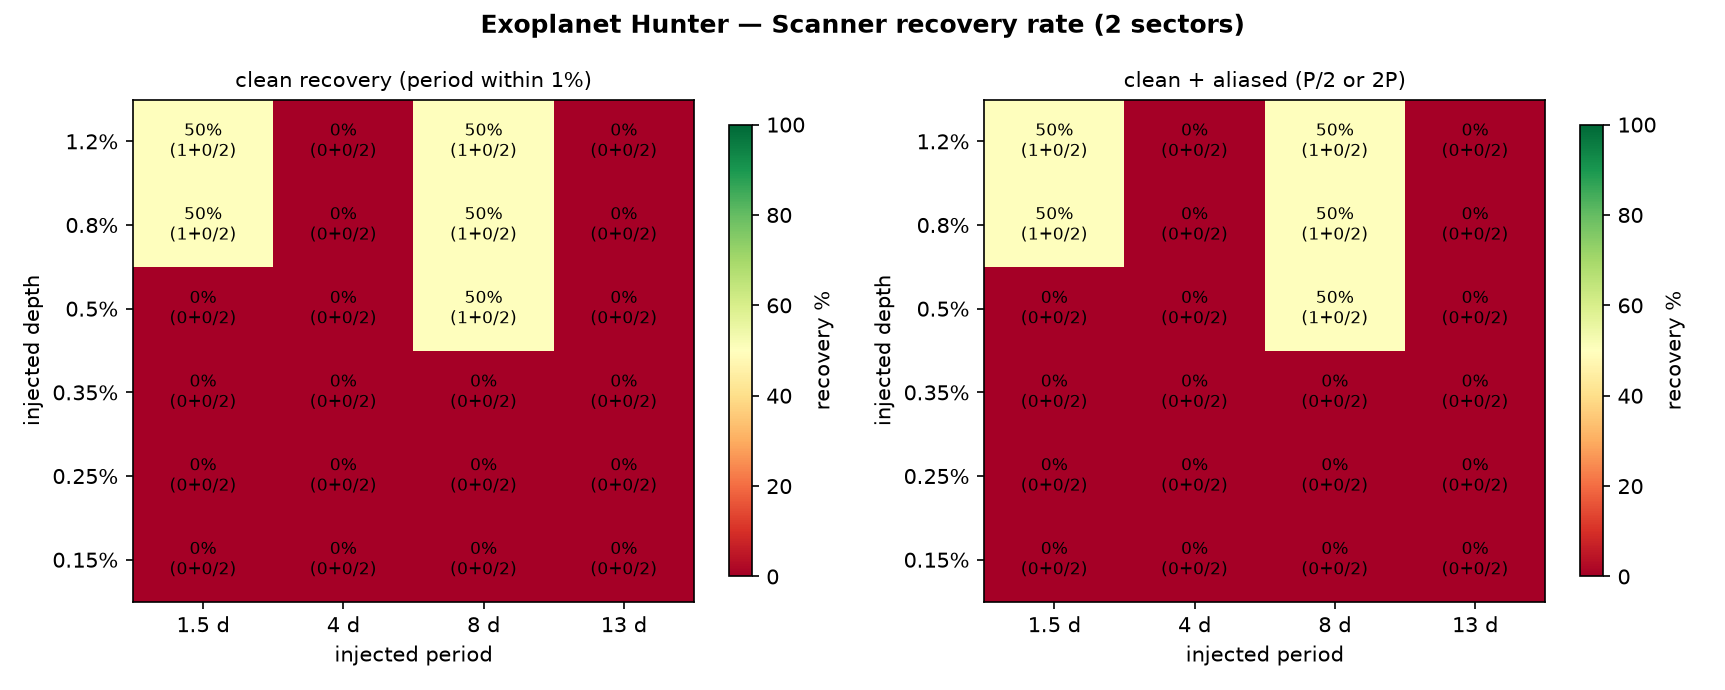 Exoplanet Hunter — Scanner recovery rate (2 sectors)
clean recovery (period within 1%)
injected depth
1.2%
0.8%
0.5%
0.35%
0.25%
0.15%
50% 0% 50% 0%
(1+0/2) (0+0/2) (1+0/2) (0+0/2)
50% 0% 50% 0%
(1+0/2) (0+0/2) (1+0/2) (0+0/2)
0% 0% 50% 0%
(0+0/2) (0+0/2) (1+0/2) (0+0/2)
0% 0% 0% 0%
(0+0/2) (0+0/2) (0+0/2) (0+0/2)
0% 0% 0% 0%
(0+0/2) (0+0/2) (0+0/2) (0+0/2)
0% 0% 0% 0%
(0+0/2) (0+0/2) (0+0/2) (0+0/2)
1.5 d 4 d 8 d 13 d
injected period
100
80
60
40
20
0
recovery %
clean + aliased (P/2 or 2P)
injected depth
1.2%
0.8%
0.5%
0.35%
0.25%
0.15%
50% 0% 50% 0%
(1+0/2) (0+0/2) (1+0/2) (0+0/2)
50% 0% 50% 0%
(1+0/2) (0+0/2) (1+0/2) (0+0/2)
0% 0% 50% 0%
(0+0/2) (0+0/2) (1+0/2) (0+0/2)
0% 0% 0% 0%
(0+0/2) (0+0/2) (0+0/2) (0+0/2)
0% 0% 0% 0%
(0+0/2) (0+0/2) (0+0/2) (0+0/2)
0% 0% 0% 0%
(0+0/2) (0+0/2) (0+0/2) (0+0/2)
1.5 d 4 d 8 d 13 d
injected period
100
80
60
40
20
0
recovery %